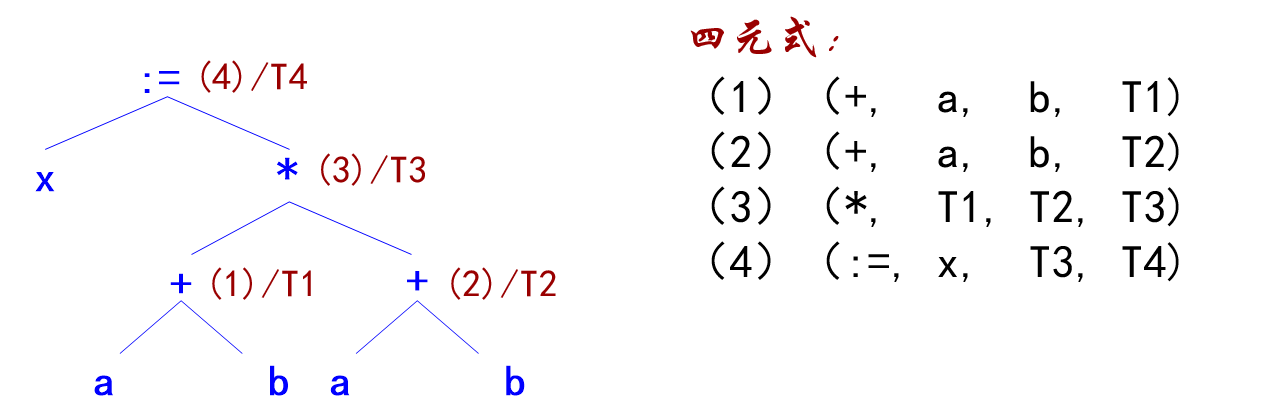 := (4)/T4
x
* (3)/T3
+ (1)/T1
+ (2)/T2
a b a b
四元式：
(1) (+, a, b, T1)
(2) (+, a, b, T2)
(3) (*, T1, T2, T3)
(4) (:=, x, T3, T4)